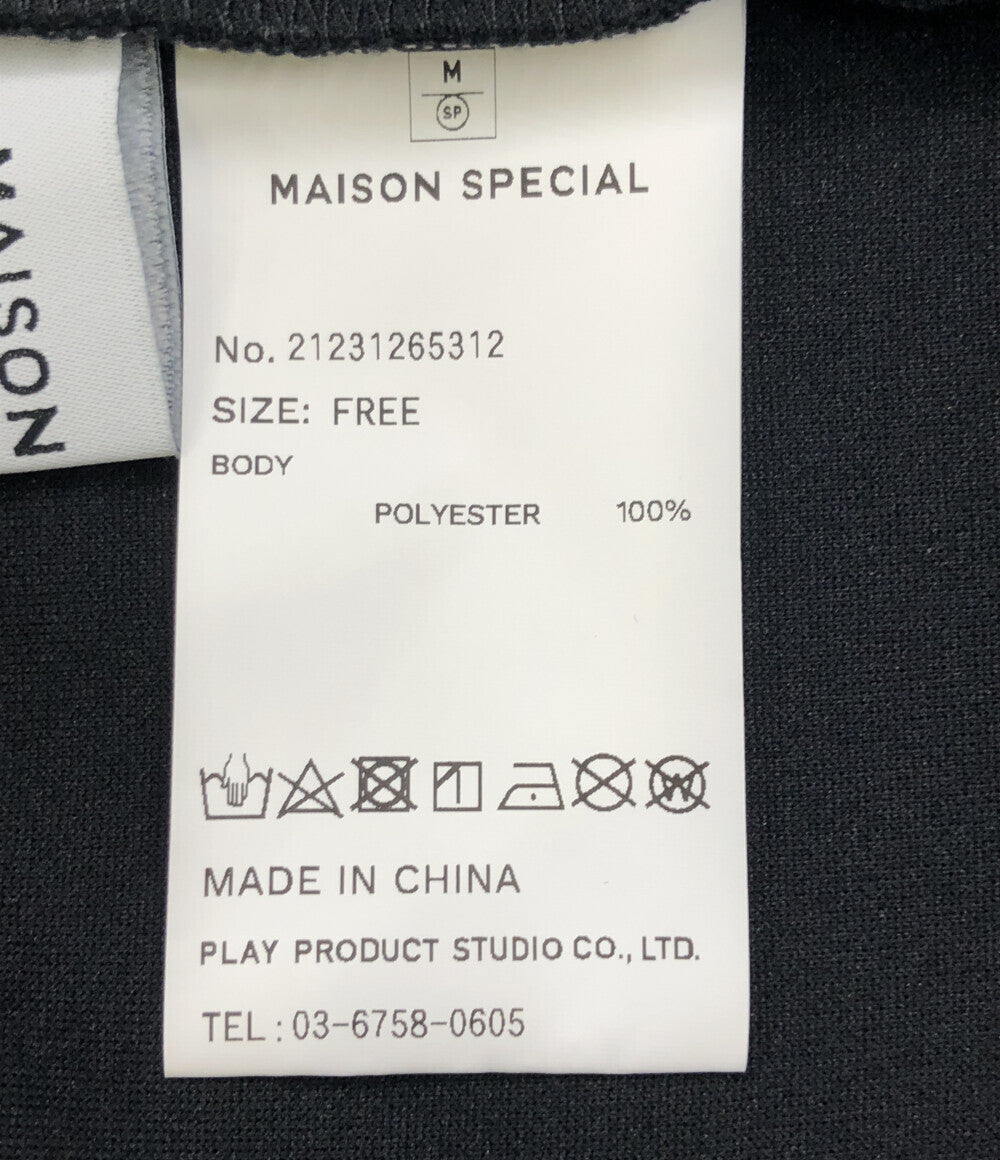 M
SP
MAISON SPECIAL
No. 21231265312
SIZE: FREE
BODY
POLYESTER 100%
W
MADE IN CHINA
PLAY PRODUCT STUDIO CO., LTD.
TEL : 03-6758-0605
MAISON